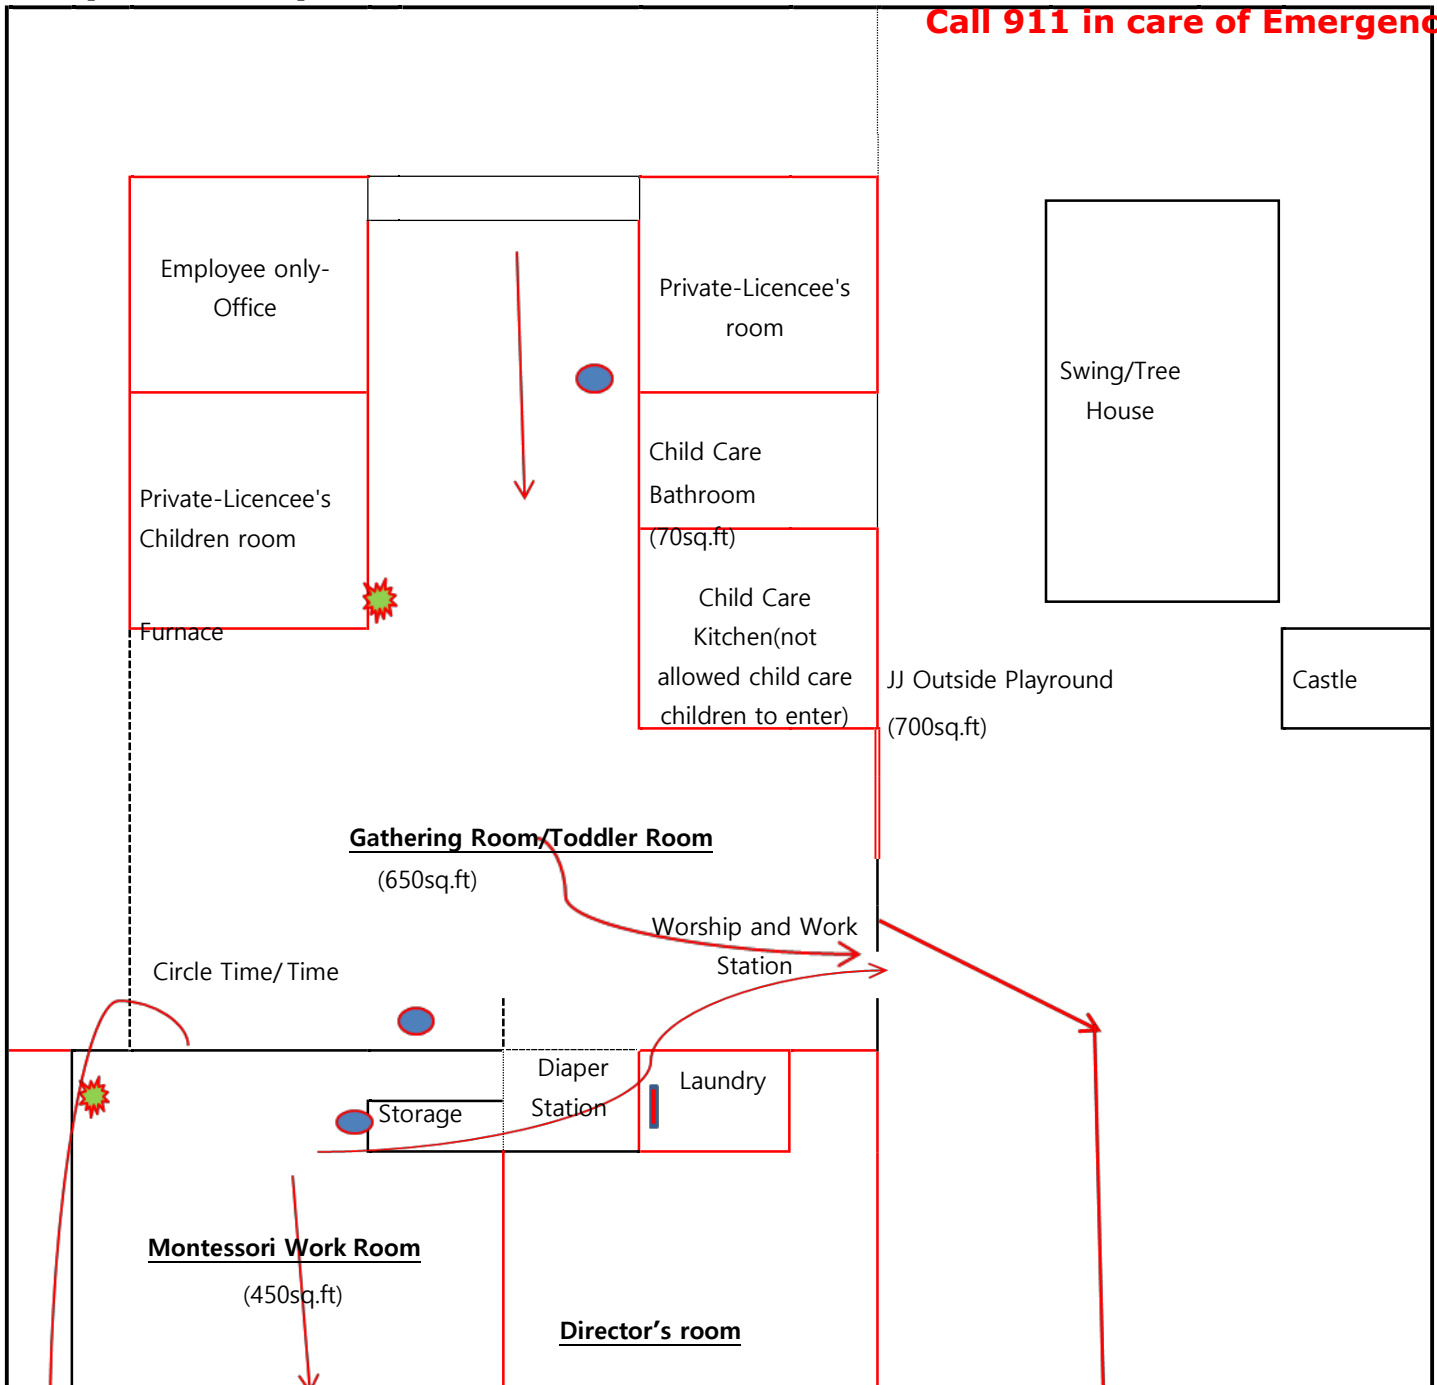 Call 911 in care of Emergenc
Employee only-
Office
Private-Licencee's
room
Swing/Tree
House
Child Care
Bathroom
(70sq.ft)
Private-Licencee's
Children room
Furnace
Child Care
Kitchen(not
allowed child care
children to enter)
JJ Outside Playround
(700sq.ft)
Castle
Gathering Room/Toddler Room
(650sq.ft)
Worship and Work
Station
Circle Time/ Time
Diaper
Station
Laundry
Storage
Montessori Work Room
(450sq.ft)
Director’s room